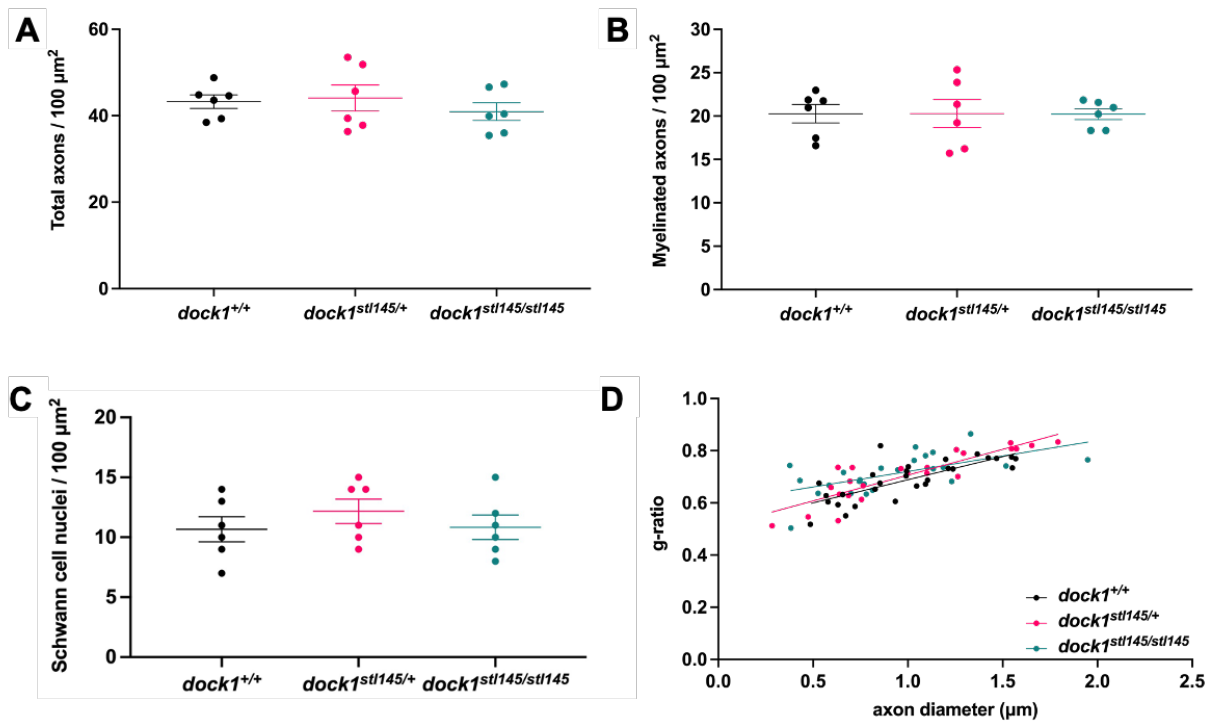 A
Total axons / 100 µm²
60
40
20
0
dock1+/+
dock1stl145/+
dock1stl145/stl145
B
Myelinated axons / 100 µm²
30
25
20
15
10
5
0
dock1+/+
dock1stl145/+
dock1stl145/stl145
C
Schwann cell nuclei / 100 µm²
20
15
10
5
0
dock1+/+
dock1stl145/+
dock1stl145/stl145
D
g-ratio
1.0
0.8
0.6
0.4
0.2
0.0
0.0
0.5
1.0
1.5
2.0
2.5
axon diameter (µm)
dock1+/+
dock1stl145/+
dock1stl145/stl145